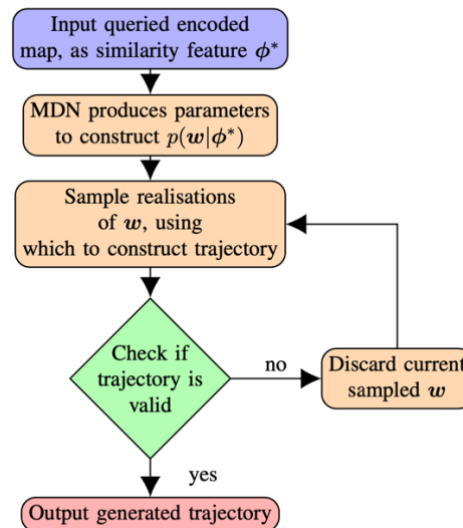 Input queried encoded
map, as similarity feature ϕ*
MDN produces parameters
to construct p(w|ϕ*)
Sample realisations
of w, using
which to construct trajectory
Check if
trajectory is
valid
no
Discard current
sampled w
yes
Output generated trajectory